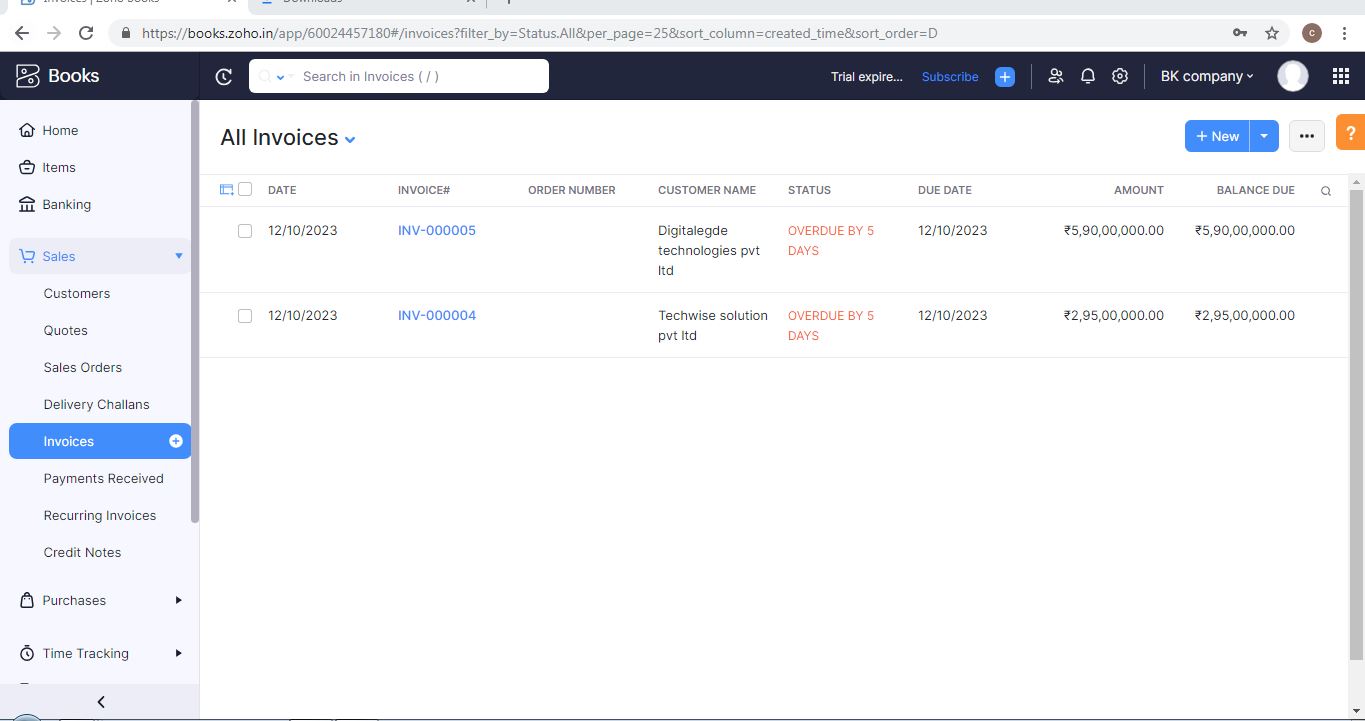 Invoices | Zoho Books
Downloads
https://books.zoho.in/app/60024457180#/invoices?filter_by=Status.All&per_page=25&sort_column=created_time&sort_order=D
C
Books
Search in Invoices ( / )
Trial expire...
Subscribe
BK company
Home
Items
Banking
Sales
Customers
Quotes
Sales Orders
Delivery Challans
Invoices
Payments Received
Recurring Invoices
Credit Notes
Purchases
Time Tracking
All Invoices
+ New
?
DATE INVOICE# ORDER NUMBER CUSTOMER NAME STATUS DUE DATE AMOUNT BALANCE DUE
12/10/2023 INV-000005 Digitalegde OVERDUE BY 5 12/10/2023 ₹5,90,00,000.00 ₹5,90,00,000.00
technologies pvt DAYS
ltd
12/10/2023 INV-000004 Techwise solution OVERDUE BY 5 12/10/2023 ₹2,95,00,000.00 ₹2,95,00,000.00
pvt ltd DAYS